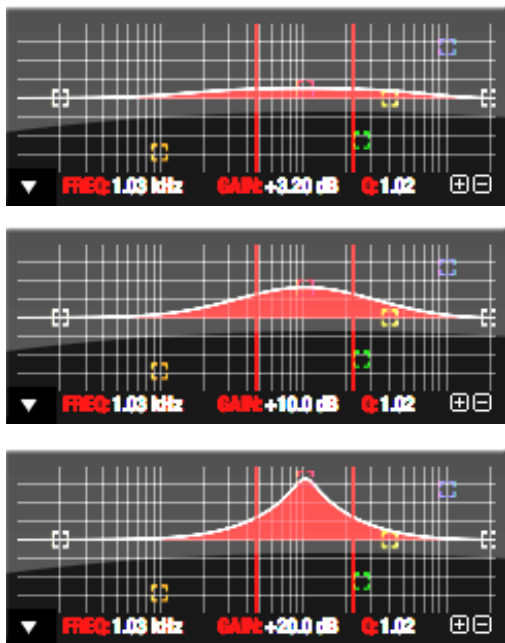 FREQ: 1.03 kHz GAIN: +3.20 dB Q: 1.02
FREQ: 1.03 kHz GAIN: +10.0 dB Q: 1.02
FREQ: 1.03 kHz GAIN: +20.0 dB Q: 1.02